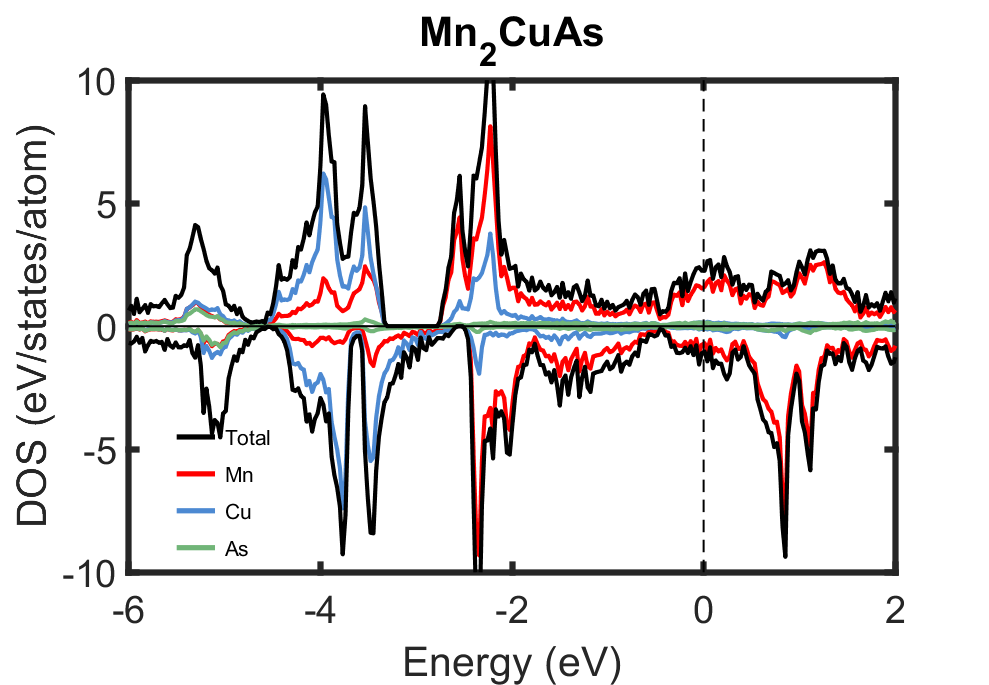 Mn2CuAs
DOS (eV/states/atom)
10
5
0
-5
-10
Total
Mn
Cu
As
-6 -4 -2 0 2
Energy (eV)